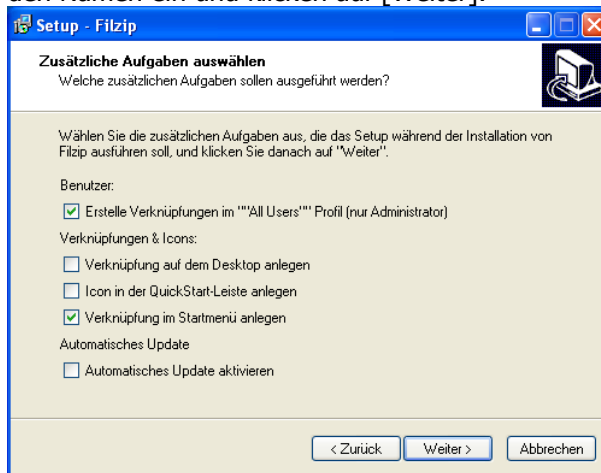 den Namen ein und klicken auf [Weiter].
Setup - Filzip
Zusätzliche Aufgaben auswählen
Welche zusätzlichen Aufgaben sollen ausgeführt werden?
Wählen Sie die zusätzlichen Aufgaben aus, die das Setup während der Installation von
Filzip ausführen soll, und klicken Sie danach auf "Weiter".
Benutzer:
Erstelle Verknüpfungen im ""All Users"" Profil (nur Administrator)
Verknüpfungen & Icons:
Verknüpfung auf dem Desktop anlegen
Icon in der QuickStart-Leiste anlegen
Verknüpfung im Startmenü anlegen
Automatisches Update
Automatisches Update aktivieren
< Zurück Weiter > Abbrechen